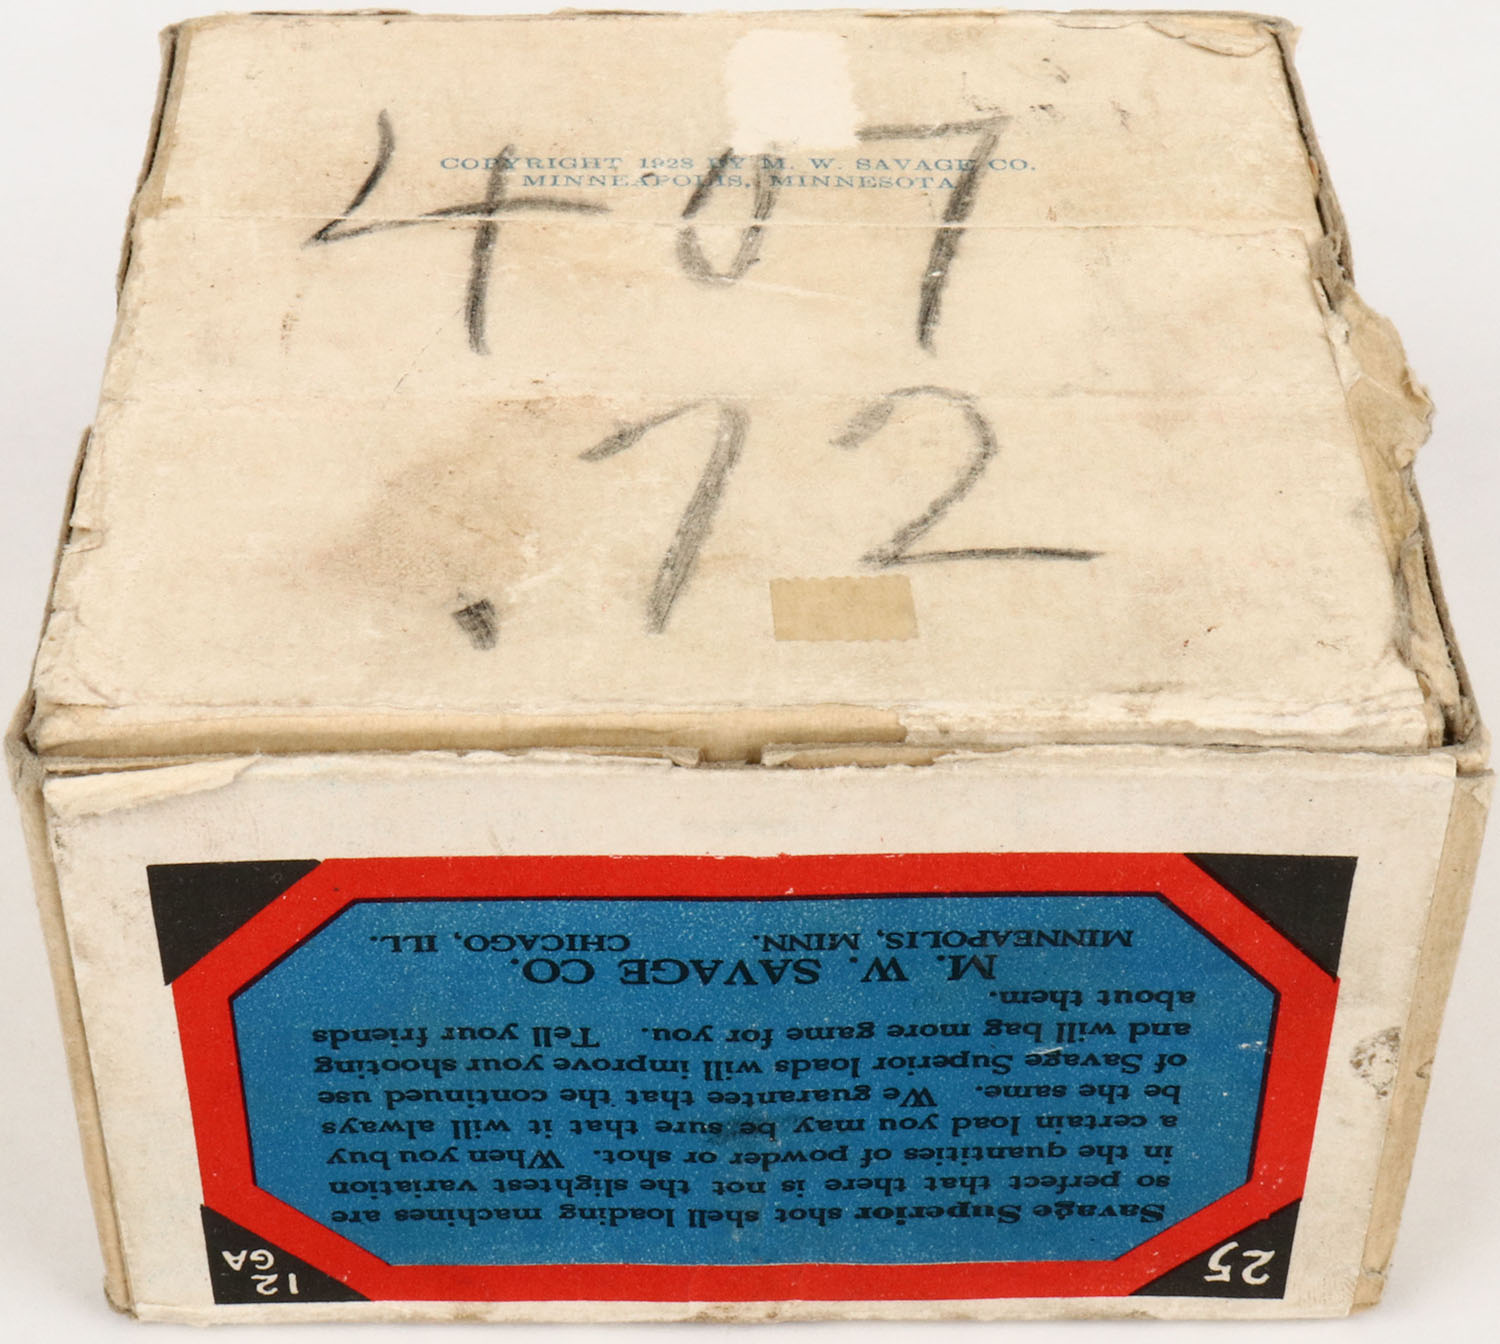 COPYRIGHT 1928 BY M. W. SAVAGE CO.
MINNEAPOLIS, MINNESOTA
407
.72
25
12
GA
Savage Superior shot shell loading machines are
so perfect that there is not the slightest variation
in the quantities of powder or shot. When you buy
a certain load you may be sure that it will always
be the same. We guarantee that the continued use
of Savage Superior loads will improve your shooting
and will bag more game for you. Tell your friends
about them.
M. W. SAVAGE CO.
MINNEAPOLIS, MINN. CHICAGO, ILL.